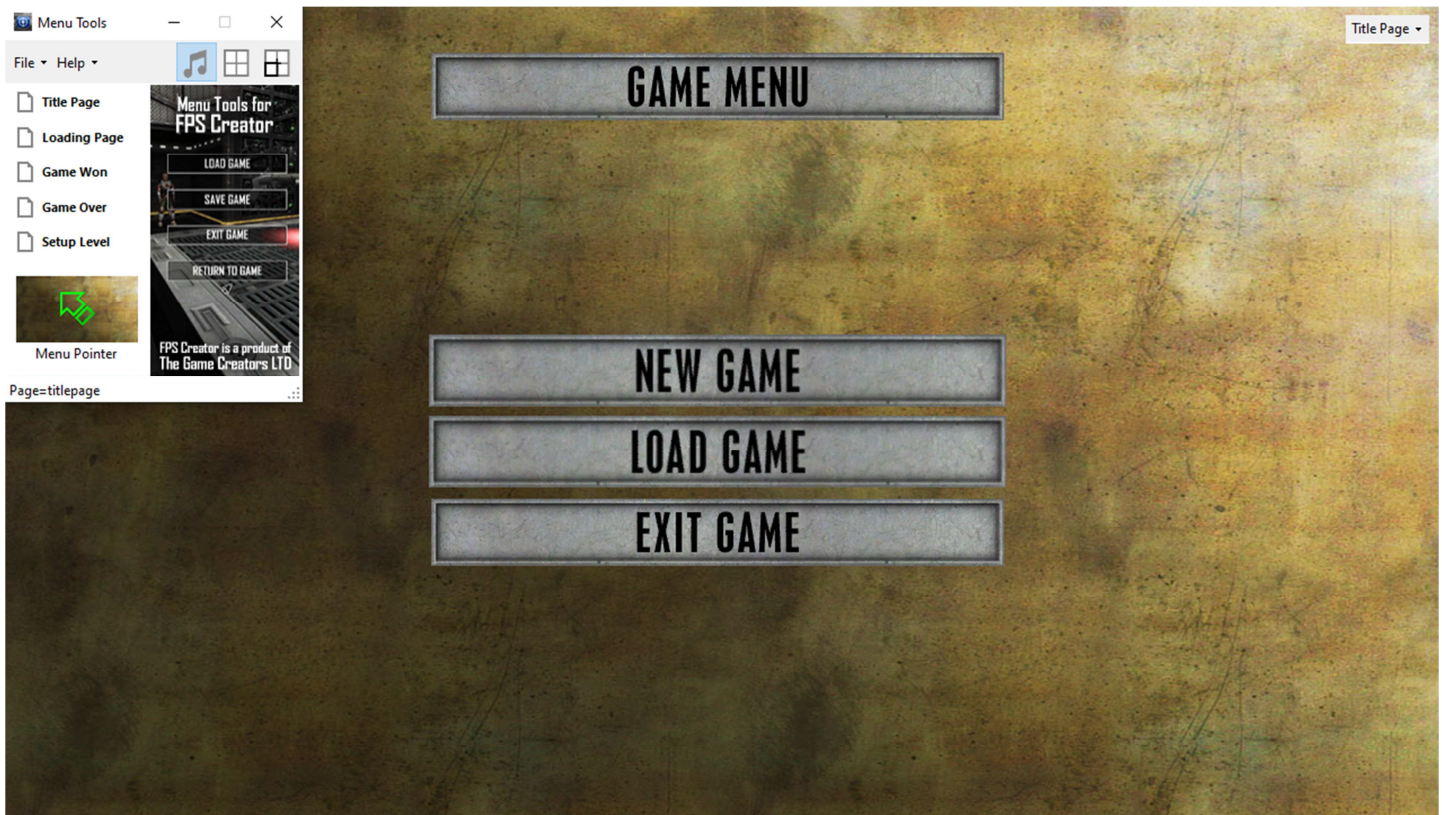 Menu Tools
File Help
Title Page
Loading Page
Game Won
Game Over
Setup Level
Menu Pointer
Page=titlepage
Menu Tools for
FPS Creator
LOAD GAME
SAVE GAME
EXIT GAME
RETURN TO GAME
FPS Creator is a product of
The Game Creators LTD
Title Page
GAME MENU
NEW GAME
LOAD GAME
EXIT GAME